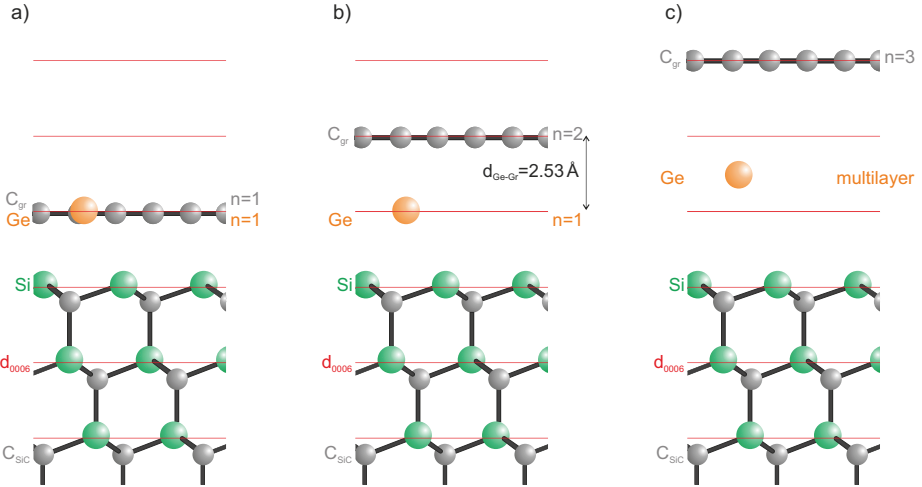 a)
C_gr n=1
Ge n=1
Si
d_0006
C_SiC
b)
C_gr n=2
d_Ge-Gr=2.53 Å
Ge n=1
Si
d_0006
C_SiC
c)
C_gr n=3
Ge multilayer
Si
d_0006
C_SiC